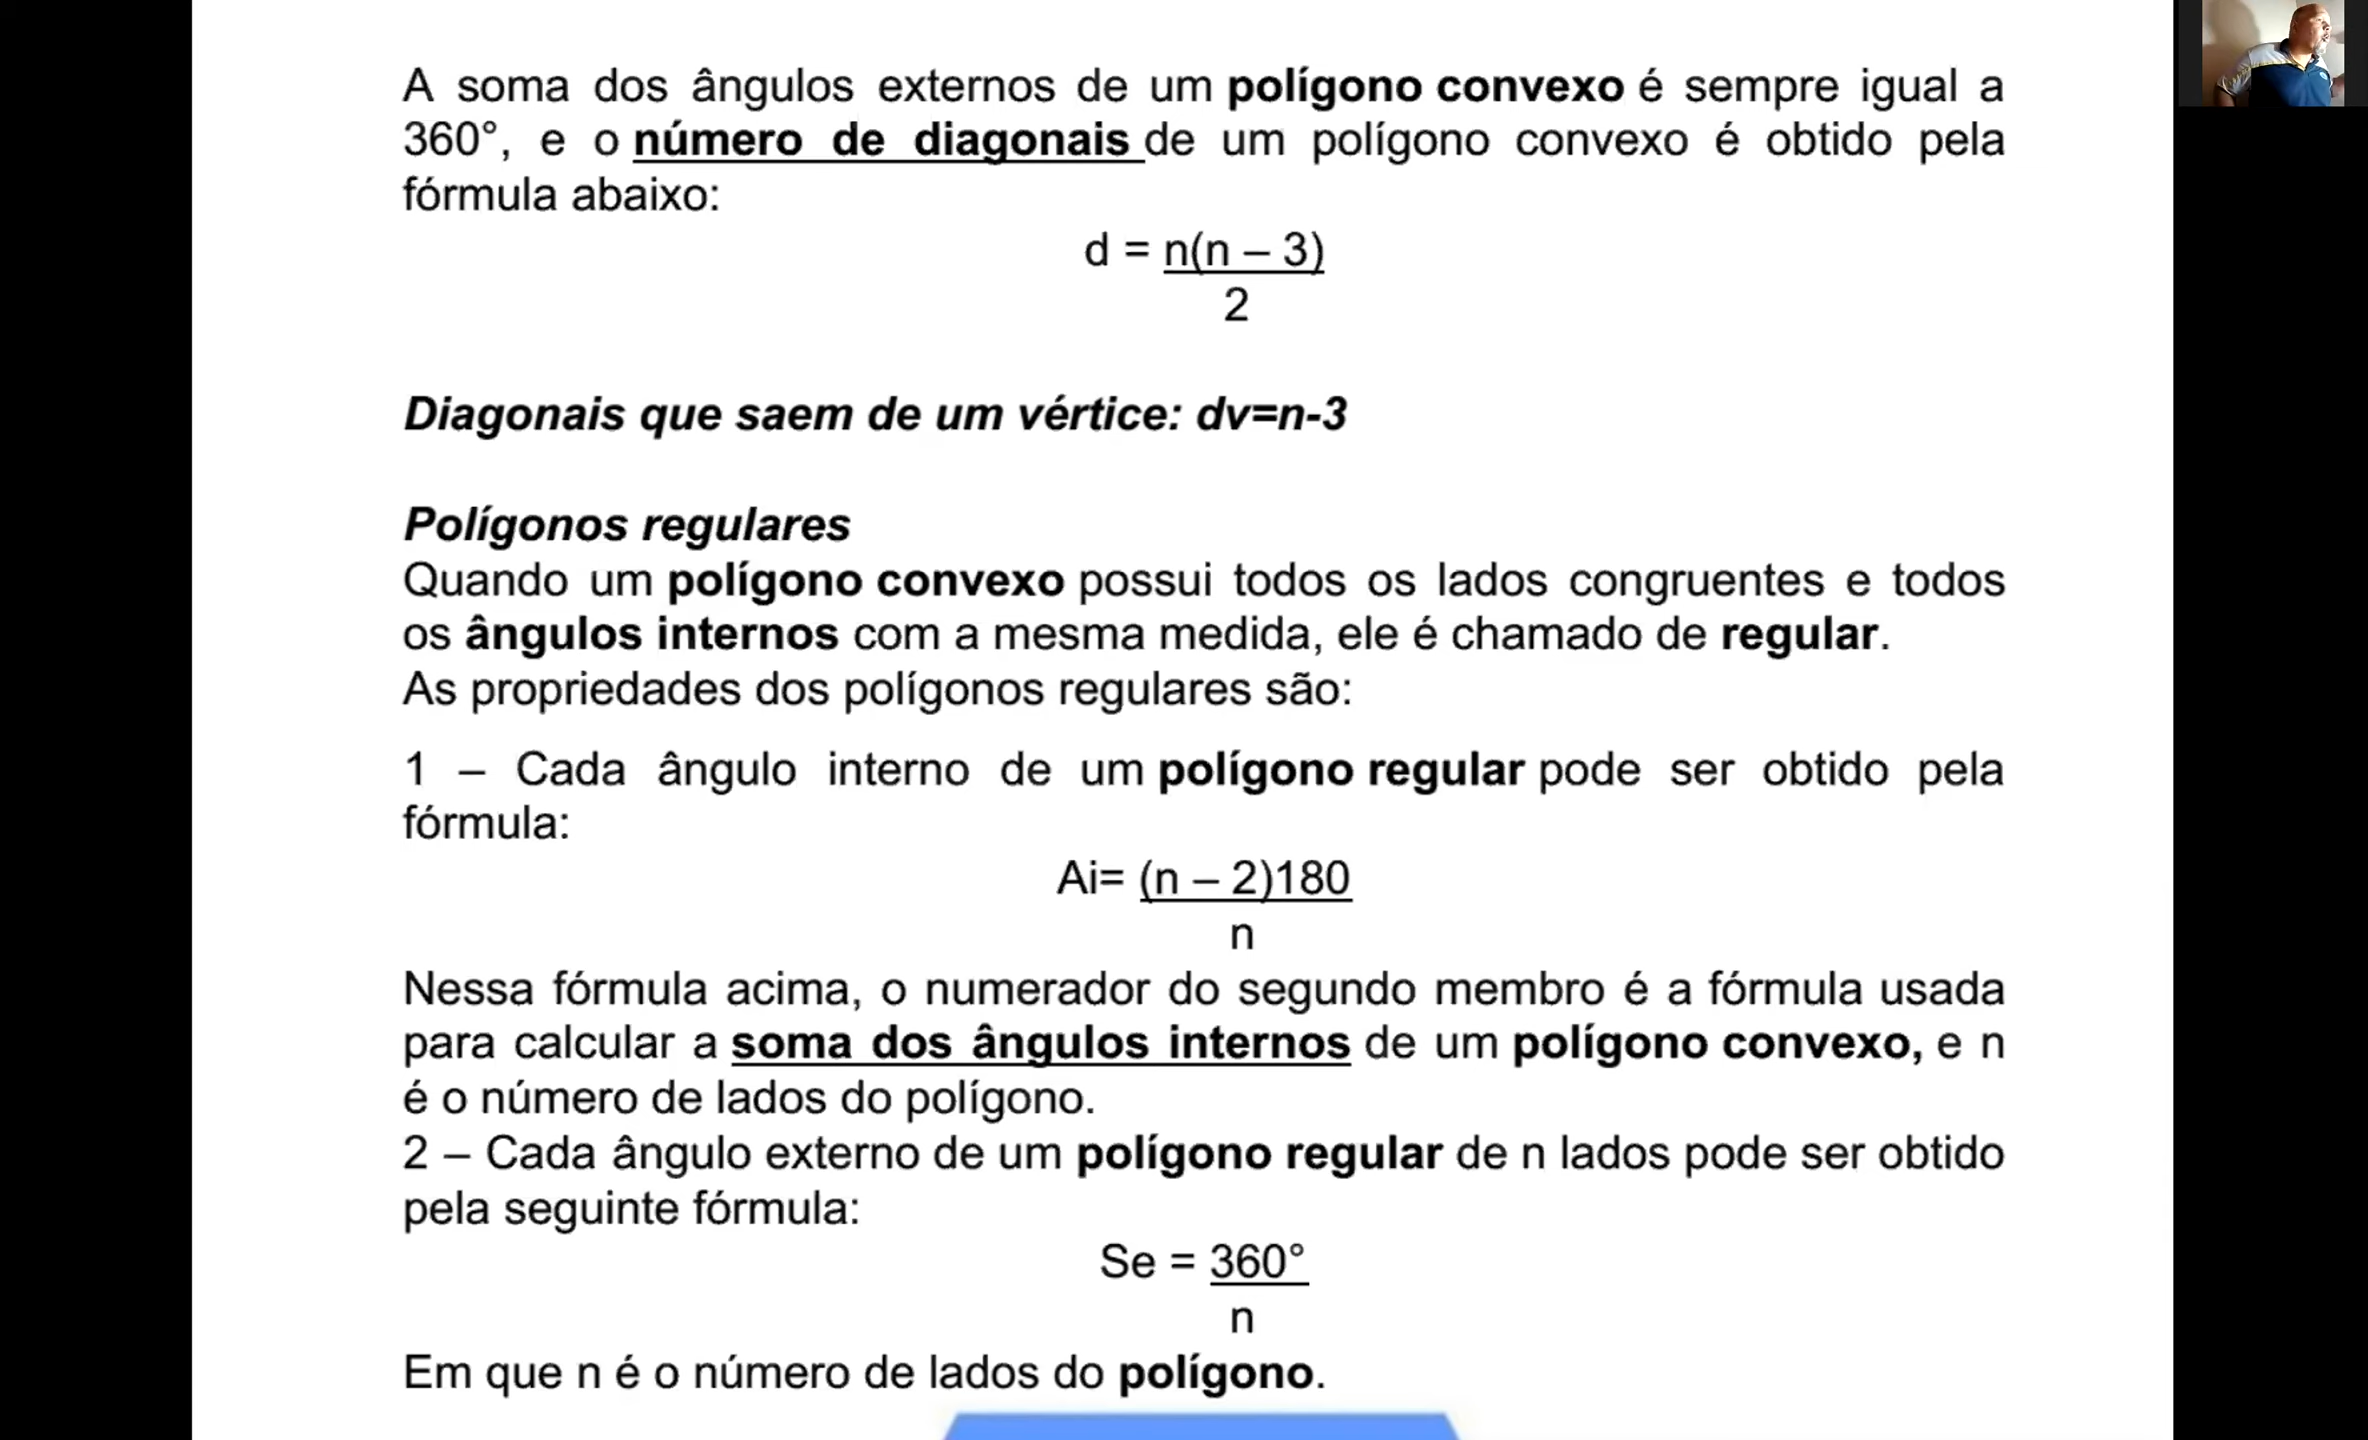 A soma dos ângulos externos de um polígono convexo é sempre igual a
360°, e o número de diagonais de um polígono convexo é obtido pela
fórmula abaixo:
d = n(n – 3)
2
Diagonais que saem de um vértice: dv=n-3
Polígonos regulares
Quando um polígono convexo possui todos os lados congruentes e todos
os ângulos internos com a mesma medida, ele é chamado de regular.
As propriedades dos polígonos regulares são:
1 – Cada ângulo interno de um polígono regular pode ser obtido pela
fórmula:
Ai= (n – 2)180
n
Nessa fórmula acima, o numerador do segundo membro é a fórmula usada
para calcular a soma dos ângulos internos de um polígono convexo, e n
é o número de lados do polígono.
2 – Cada ângulo externo de um polígono regular de n lados pode ser obtido
pela seguinte fórmula:
Se = 360°
n
Em que n é o número de lados do polígono.